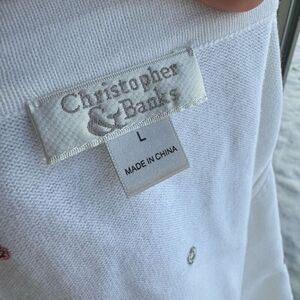 Christopher
& Banks
L
MADE IN CHINA